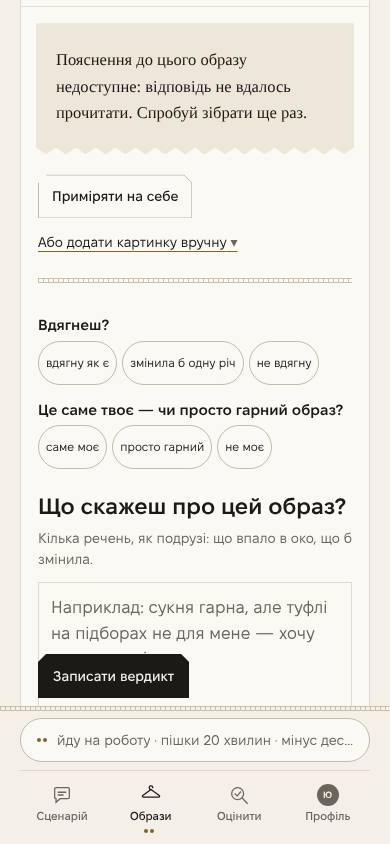 Пояснення до цього образу
недоступне: відповідь не вдалось
прочитати. Спробуй зібрати ще раз.
Приміряти на себе
Або додати картинку вручну ▾
Вдягнеш?
вдягну як є
змінила б одну річ
не вдягну
Це саме твоє — чи просто гарний образ?
саме моє
просто гарний
не моє
Що скажеш про цей образ?
Кілька речень, як подрузі: що впало в око, що б
змінила.
Наприклад: сукня гарна, але туфлі
на підборах не для мене — хочу
Записати вердикт
йду на роботу · пішки 20 хвилин · мінус дес…
Сценарій
Образи
Оцінити
Ю
Профіль